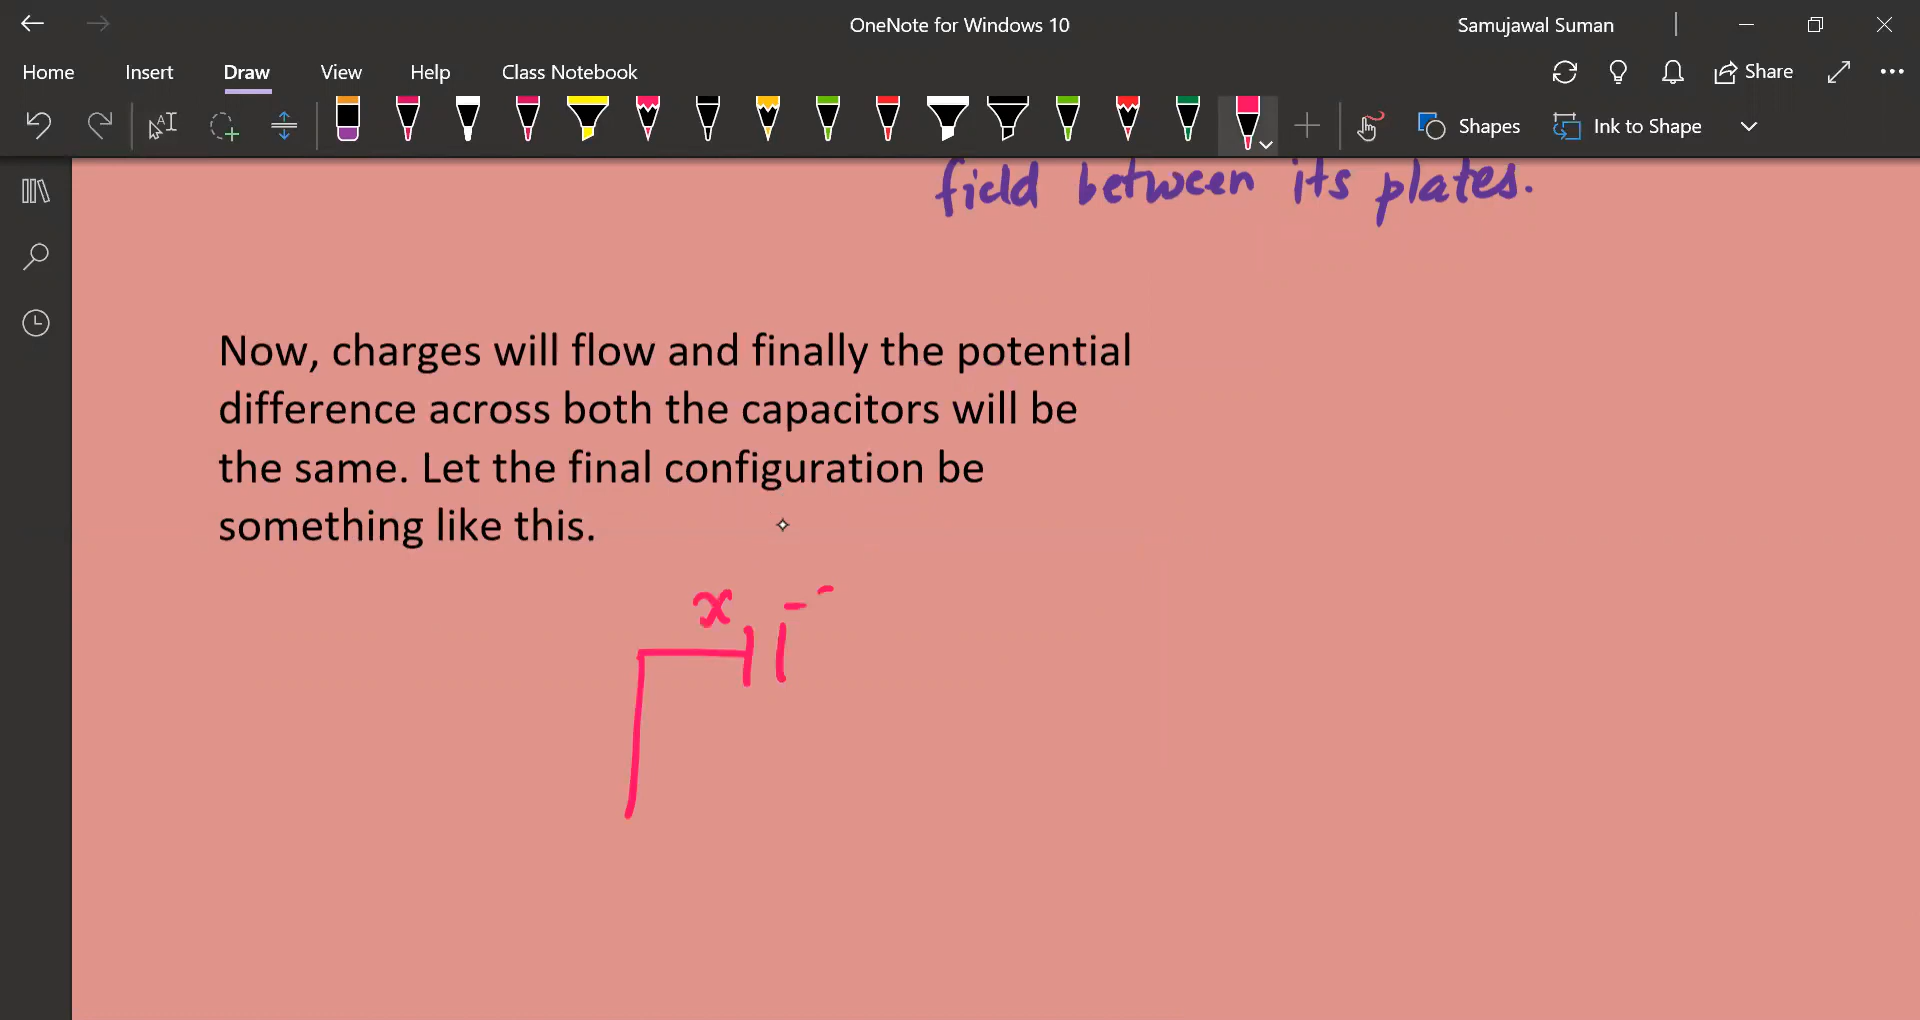 OneNote for Windows 10
Samujawal Suman
Home Insert Draw View Help Class Notebook
Share
Shapes
Ink to Shape
field between its plates.
Now, charges will flow and finally the potential
difference across both the capacitors will be
the same. Let the final configuration be
something like this.
x - -